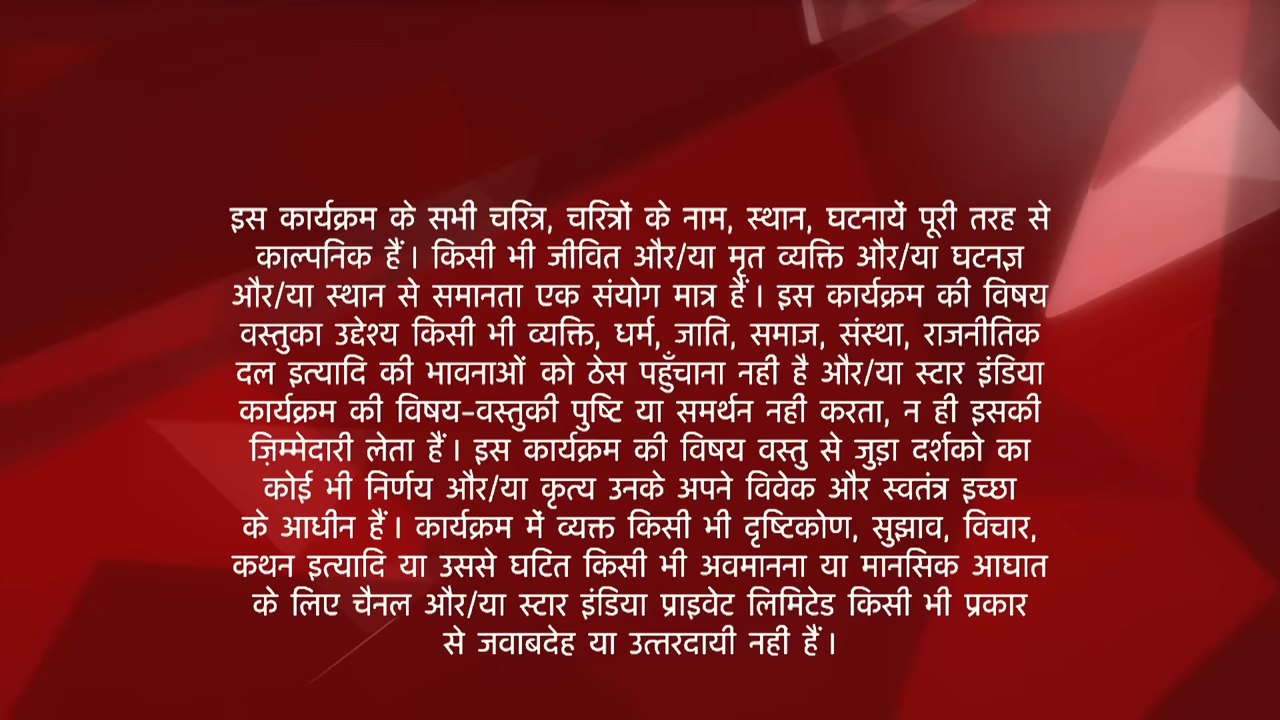 इस कार्यक्रम के सभी चरित्र, चरित्रों के नाम, स्थान, घटनायें पूरी तरह से
काल्पनिक हैं। किसी भी जीवित और/या मृत व्यक्ति और/या घटनज्ञ
और/या स्थान से समानता एक संयोग मात्र हैं। इस कार्यक्रम की विषय
वस्तुका उद्देश्य किसी भी व्यक्ति, धर्म, जाति, समाज, संस्था, राजनीतिक
दल इत्यादि की भावनाओं को ठेस पहुँचाना नही है और/या स्टार इंडिया
कार्यक्रम की विषय-वस्तुकी पुष्टि या समर्थन नही करता, न ही इसकी
ज़िम्मेदारी लेता हैं। इस कार्यक्रम की विषय वस्तु से जुड़ा दर्शको का
कोई भी निर्णय और/या कृत्य उनके अपने विवेक और स्वतंत्र इच्छा
के आधीन हैं। कार्यक्रम में व्यक्त किसी भी दृष्टिकोण, सुझाव, विचार,
कथन इत्यादि या उससे घटित किसी भी अवमानना या मानसिक आघात
के लिए चैनल और/या स्टार इंडिया प्राइवेट लिमिटेड किसी भी प्रकार
से जवाबदेह या उत्तरदायी नही हैं।